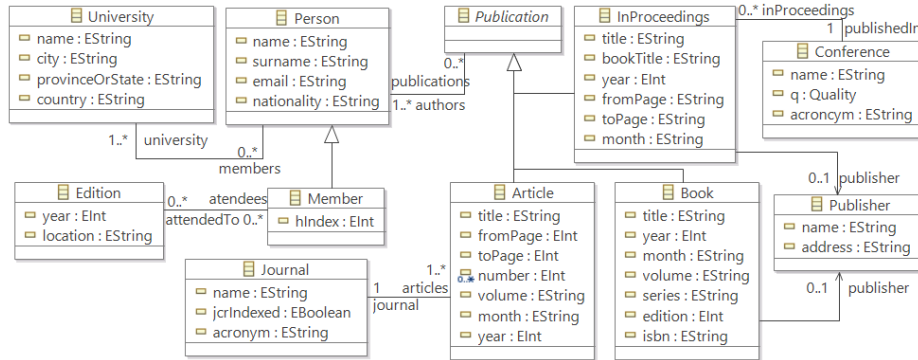 University
name : EString
city : EString
provinceOrState : EString
country : EString
1..*
university
0..*
members
Person
name : EString
surname : EString
email : EString
nationality : EString
Publication
0..*
publications
1..* authors
InProceedings
title : EString
bookTitle : EString
year : EInt
fromPage : EString
toPage : EString
month : EString
0..* inProceedings
1 publishedIn
Conference
name : EString
q : Quality
acroncym : EString
Edition
year : EInt
location : EString
0..*
atendees
attendedTo 0..*
Member
hIndex : EInt
Article
title : EString
fromPage : EInt
toPage : EInt
number : EInt
0..*
volume : EString
month : EString
year : EInt
Book
title : EString
year : EInt
month : EString
volume : EString
series : EString
edition : EInt
isbn : EString
0..1 publisher
Publisher
name : EString
address : EString
0..1 publisher
Journal
name : EString
jcrIndexed : EBoolean
acronym : EString
1..*
1 articles
journal